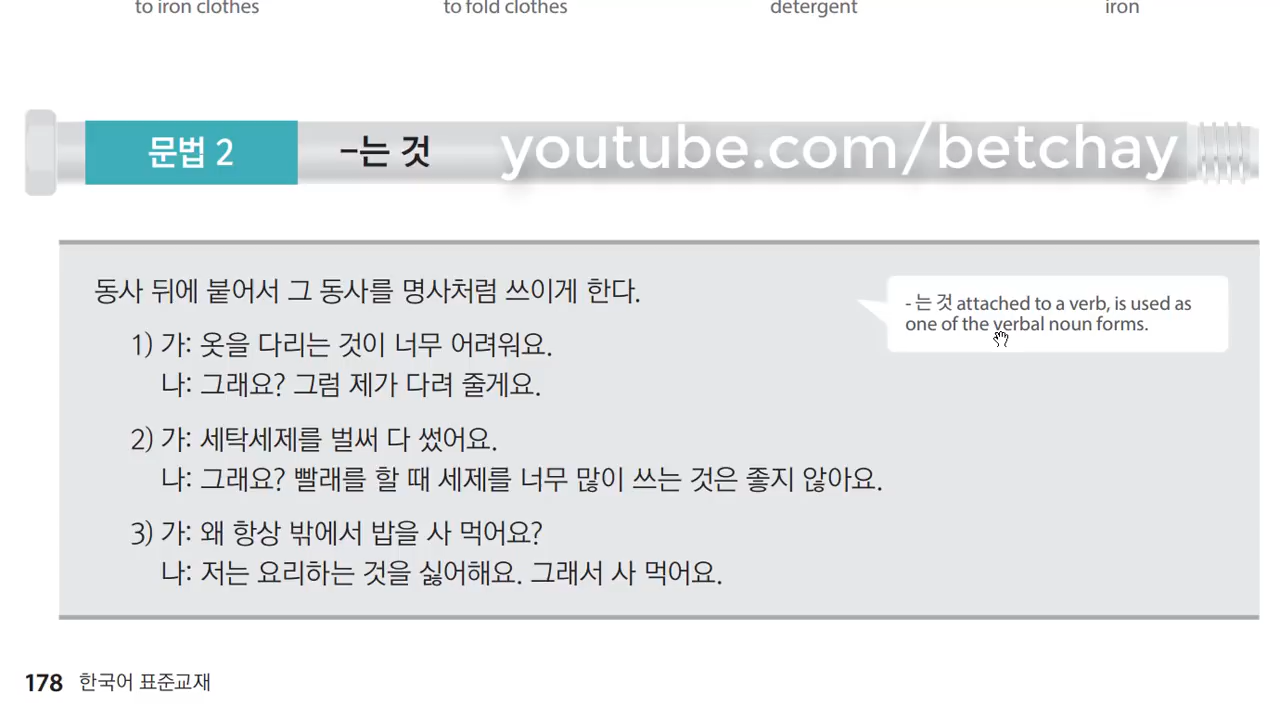 to iron clothes to fold clothes detergent iron
문법 2 -는 것 youtube.com/betchay
동사 뒤에 붙어서 그 동사를 명사처럼 쓰이게 한다.
- 는 것 attached to a verb, is used as
one of the verbal noun forms.
1) 가: 옷을 다리는 것이 너무 어려워요.
나: 그래요? 그럼 제가 다려 줄게요.
2) 가: 세탁세제를 벌써 다 썼어요.
나: 그래요? 빨래를 할 때 세제를 너무 많이 쓰는 것은 좋지 않아요.
3) 가: 왜 항상 밖에서 밥을 사 먹어요?
나: 저는 요리하는 것을 싫어해요. 그래서 사 먹어요.
178 한국어 표준교재